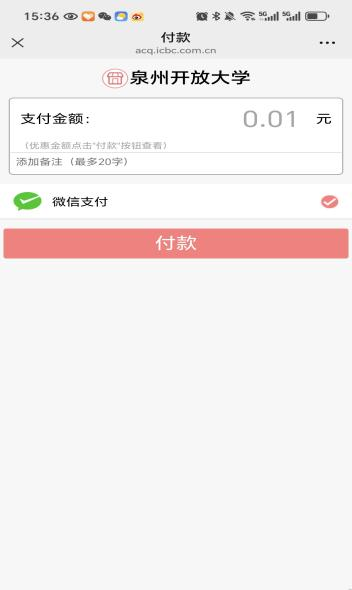 15:36 5G 5G
付款
acq.icbc.com.cn
泉州开放大学
支付金额： 0.01 元
（优惠金额点击"付款"按钮查看）
添加备注（最多20字）
微信支付
付款